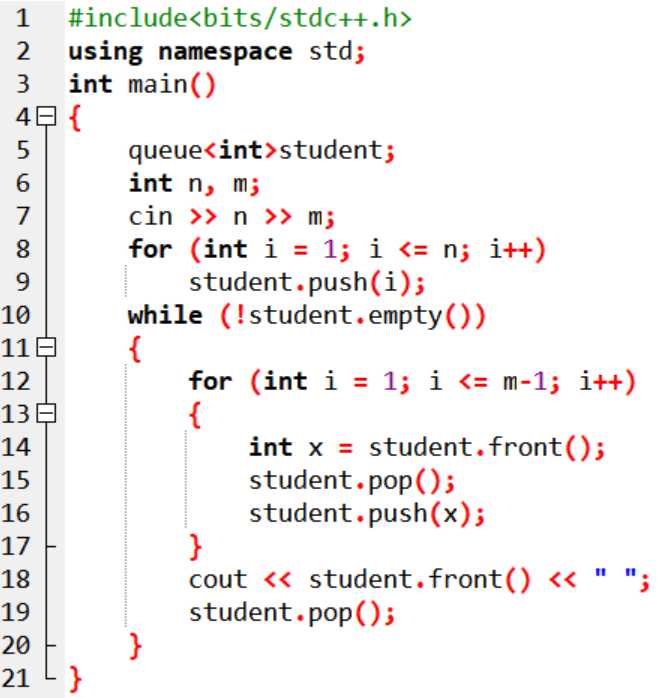 1 #include<bits/stdc++.h>
2 using namespace std;
3 int main()
4 {
5 queue<int>student;
6 int n, m;
7 cin >> n >> m;
8 for (int i = 1; i <= n; i++)
9 student.push(i);
10 while (!student.empty())
11 {
12 for (int i = 1; i <= m-1; i++)
13 {
14 int x = student.front();
15 student.pop();
16 student.push(x);
17 }
18 cout << student.front() << " ";
19 student.pop();
20 }
21 }